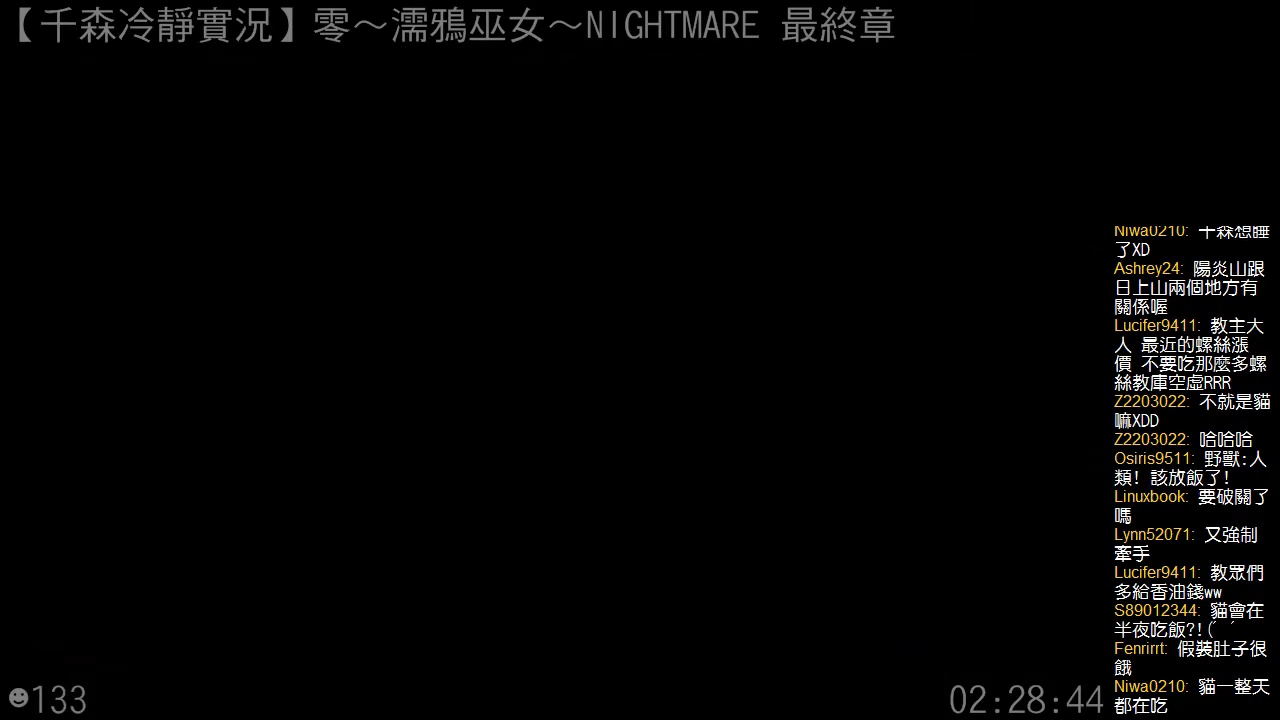 【千森冷靜實況】零～濡鴉巫女～NIGHTMARE 最終章
Niwa0210: 千森想睡
了XD
Ashrey24: 陽炎山跟
日上山兩個地方有
關係喔
Lucifer9411: 教主大
人 最近的螺絲漲
價 不要吃那麼多螺
絲教庫空虛RRR
Z2203022: 不就是貓
嘛XDD
Z2203022: 哈哈哈
Osiris9511: 野獸:人
類! 該放飯了!
Linuxbook: 要破關了
嗎
Lynn52071: 又強制
牽手
Lucifer9411: 教眾們
多給香油錢ww
S89012344: 貓會在
半夜吃飯?!(ˊˊ
Fenrirrt: 假裝肚子很
餓
Niwa0210: 貓一整天
都在吃
133
02:28:44